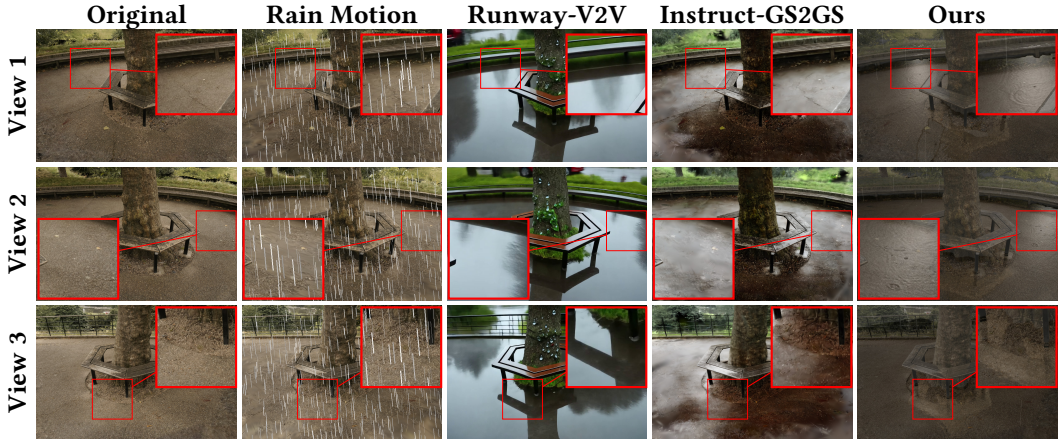 Original Rain Motion Runway-V2V Instruct-GS2GS Ours
View 1
View 2
View 3